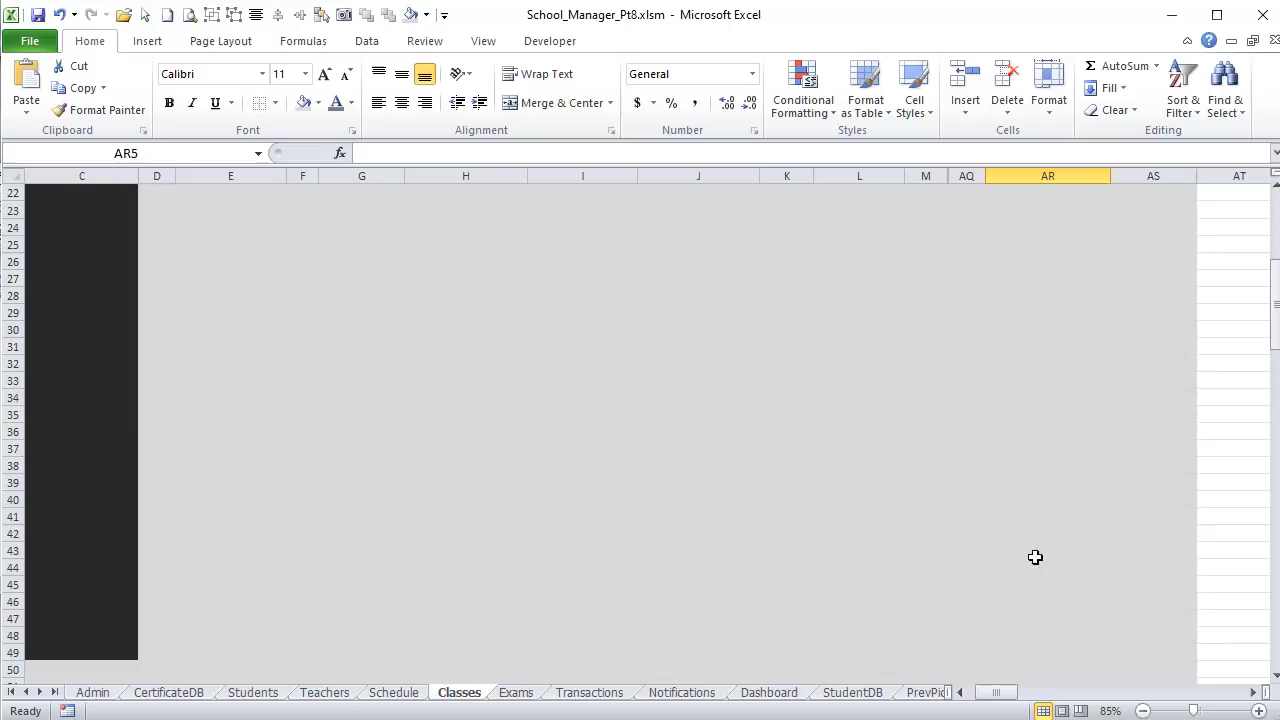 School_Manager_Pt8.xlsm - Microsoft Excel
File Home Insert Page Layout Formulas Data Review View Developer
Paste
Cut
Copy
Format Painter
Clipboard
Calibri 11
B I U
Font
Wrap Text
Merge & Center
Alignment
General
$ % ,
Number
Conditional Formatting
Format as Table
Cell Styles
Styles
Insert Delete Format
Cells
AutoSum
Fill
Clear
Sort & Filter
Find & Select
Editing
AR5 fx
C D E F G H I J K L M AQ AR AS AT
22
23
24
25
26
27
28
29
30
31
32
33
34
35
36
37
38
39
40
41
42
43
44
45
46
47
48
49
50
Admin CertificateDB Students Teachers Schedule Classes Exams Transactions Notifications Dashboard StudentDB PrevPic
Ready 85%